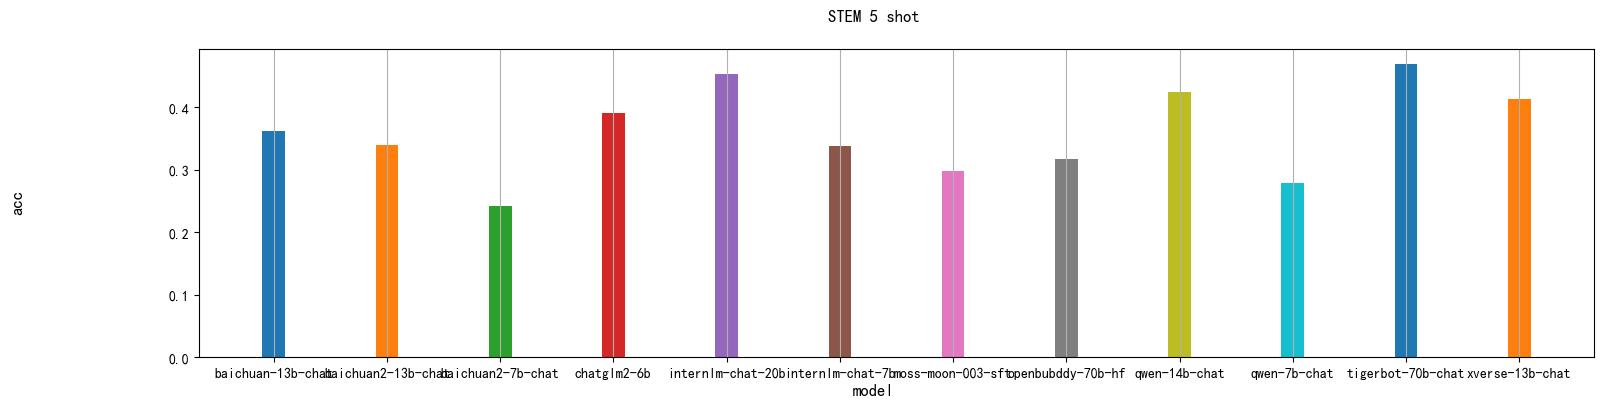 STEM 5 shot
acc
0.4
0.3
0.2
0.1
0.0
baichuan-13b-chat baichuan2-13b-chat baichuan2-7b-chat chatglm2-6b internlm-chat-20b internlm-chat-7b moss-moon-003-sft openbubddy-70b-hf qwen-14b-chat qwen-7b-chat tigerbot-70b-chat xverse-13b-chat
model